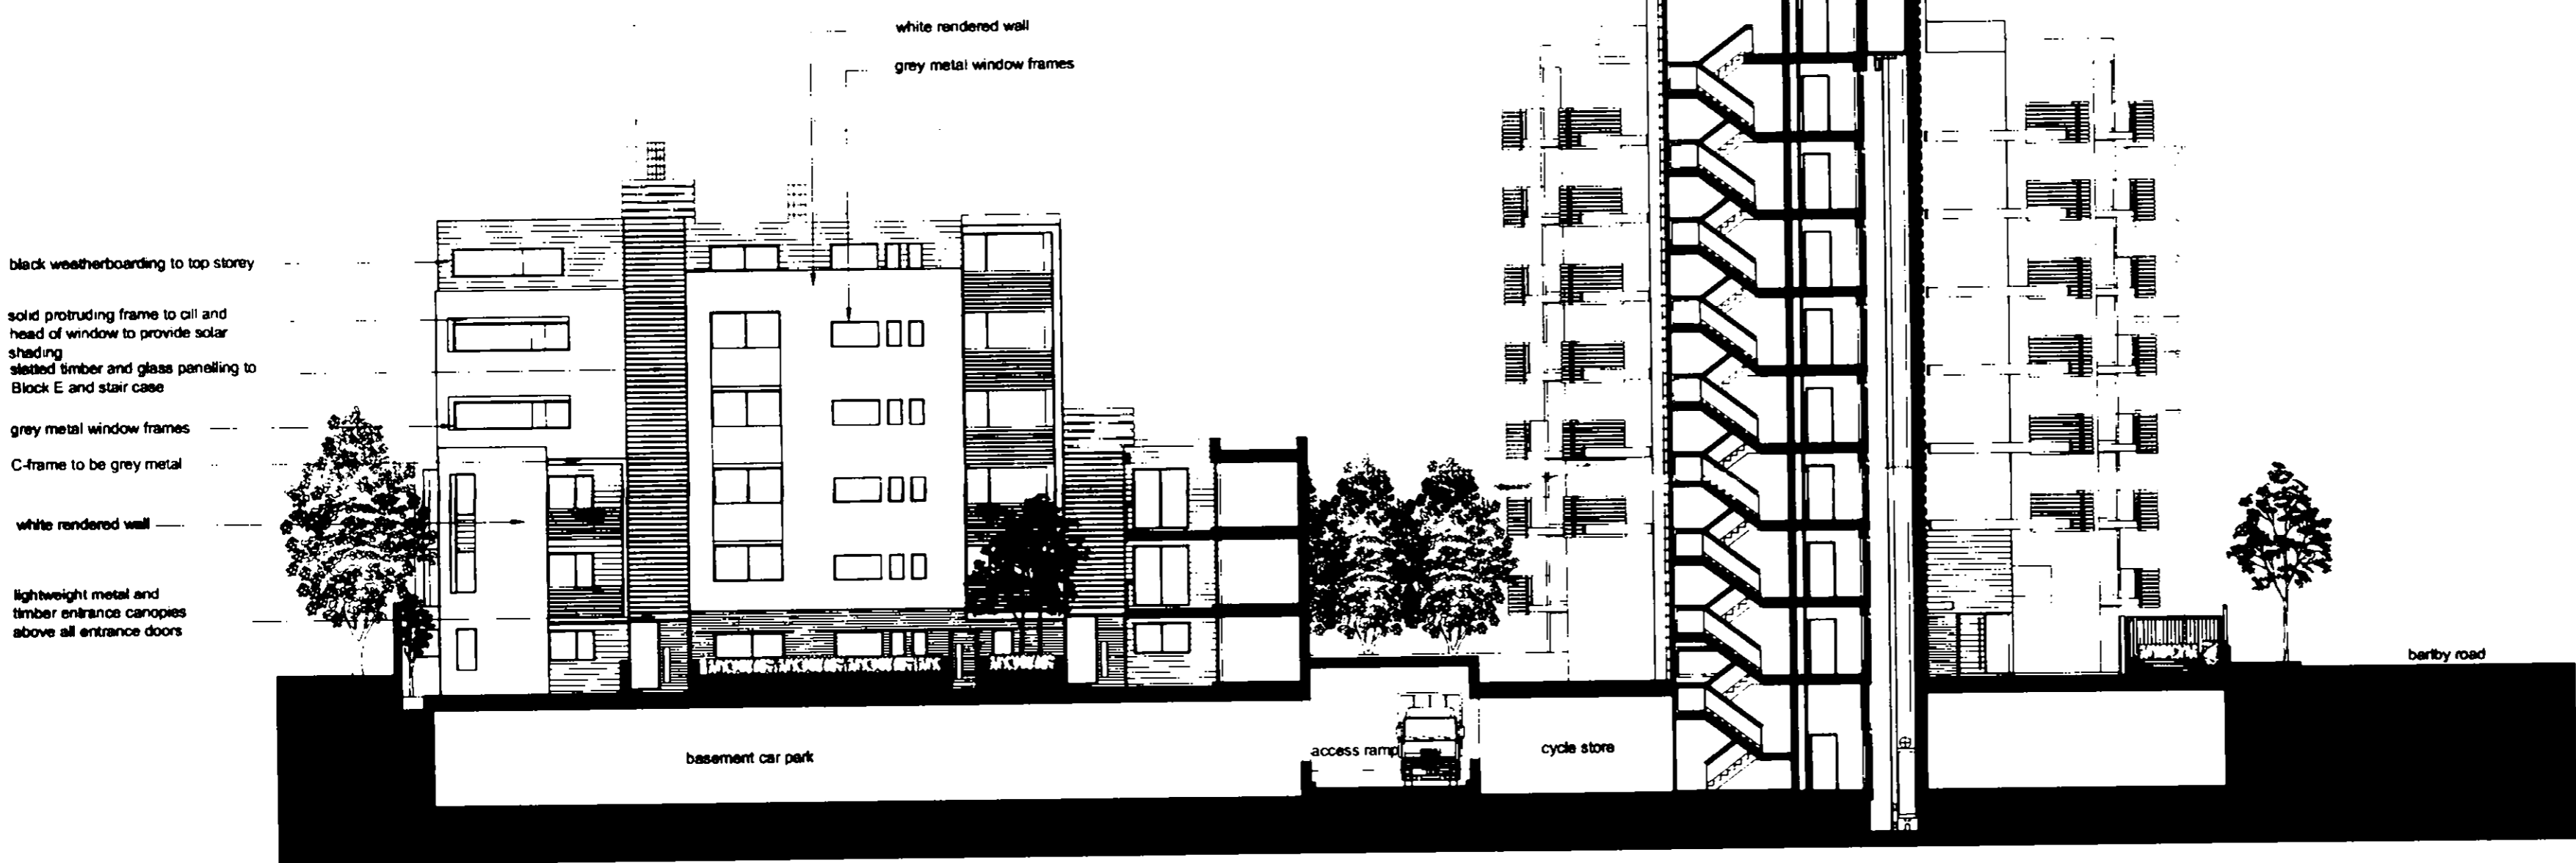 white rendered wall
grey metal window frames
black weatherboarding to top storey
solid protruding frame to cill and
head of window to provide solar
shading
slatted timber and glass panelling to
Block E and stair case
grey metal window frames
C-frame to be grey metal
white rendered wall
lightweight metal and
timber entrance canopies
above all entrance doors
basement car park
access ramp
cycle store
bartby road